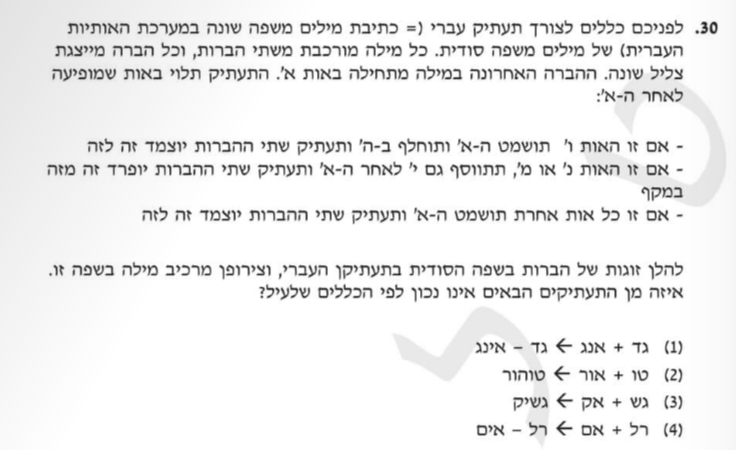 30. לפניכם כללים לצורך תעתיק עברי (= כתיבת מילים משפה שונה במערכת האותיות
העברית) של מילים משפה סודית. כל מילה מורכבת משתי הברות, וכל הברה מייצגת
צליל שונה. ההברה האחרונה במילה מתחילה באות א'. התעתיק תלוי באות שמופיעה
לאחר ה-א':
- אם זו האות ו' תושמט ה-א' ותוחלף ב-ה' ותעתיק שתי ההברות יוצמד זה לזה
- אם זו האות נ' או מ', תתווסף גם י' לאחר ה-א' ותעתיק שתי ההברות יופרד זה מזה
במקף
- אם זו כל אות אחרת תושמט ה-א' ותעתיק שתי ההברות יוצמד זה לזה
להלן זוגות של הברות בשפה הסודית בתעתיקן העברי, וצירופן מרכיב מילה בשפה זו.
איזה מן התעתיקים הבאים אינו נכון לפי הכללים שלעיל?
(1) גד + אנג ← גד – אינג
(2) טו + אור ← טוהור
(3) גש + אק ← גשיק
(4) רל + אם ← רל – אים